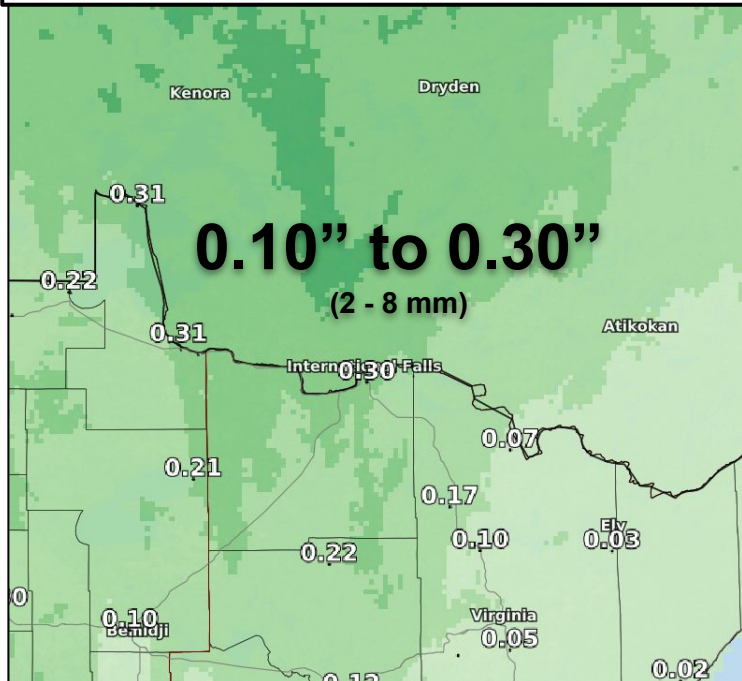 Kenora
Dryden
0.31
0.10” to 0.30”
0.22
(2 - 8 mm)
0.31
Atikokan
International Falls
0.30
0.07
0.21
0.17
Ely
0.10
0.03
0.22
0.10
Bemidji
Virginia
0.05
0.02